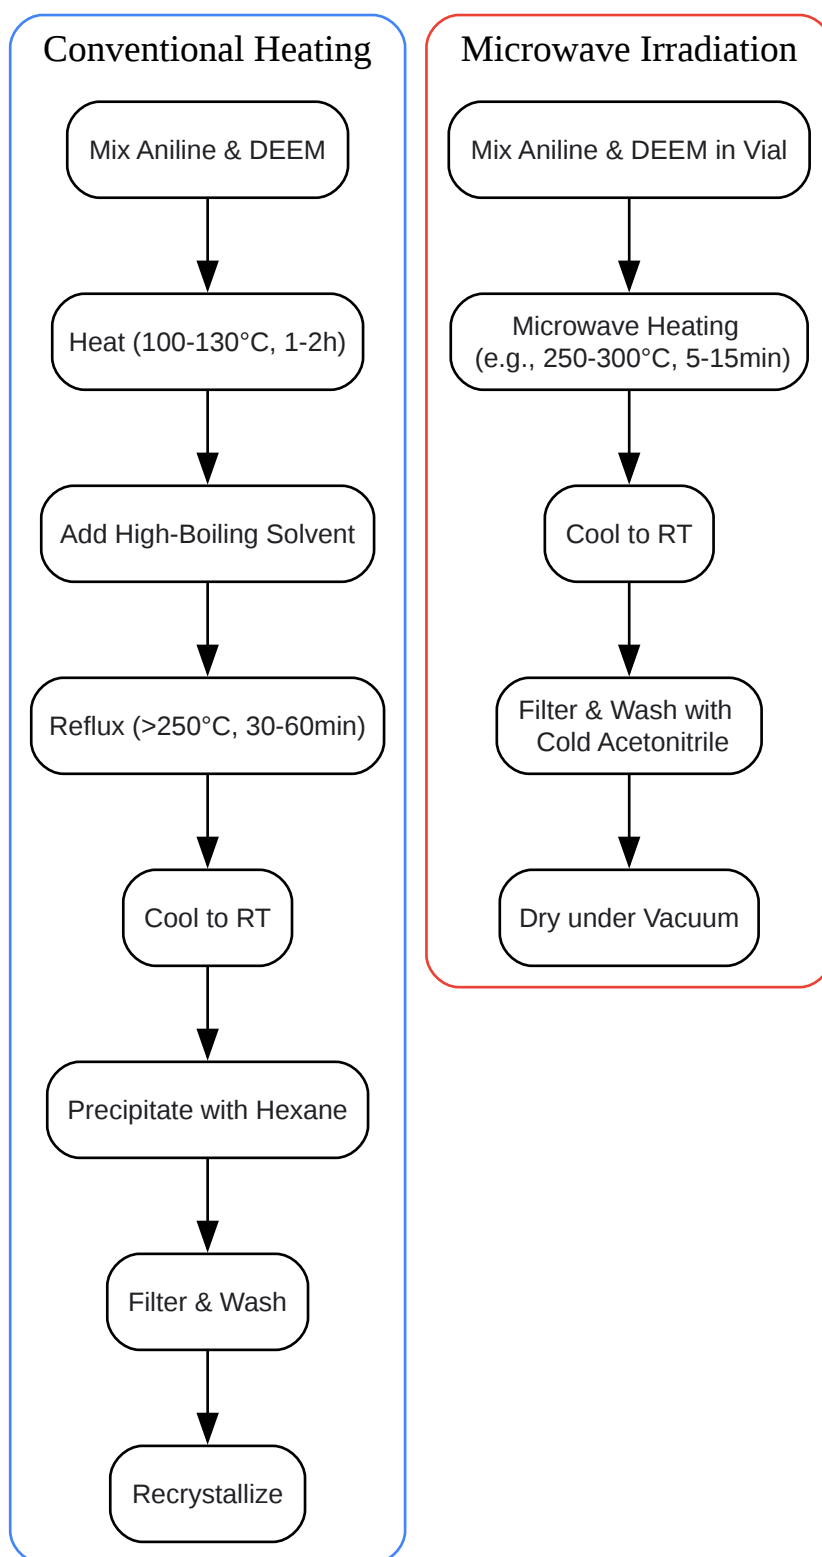 Conventional Heating
Mix Aniline & DEEM
Heat (100-130°C, 1-2h)
Add High-Boiling Solvent
Reflux (>250°C, 30-60min)
Cool to RT
Precipitate with Hexane
Filter & Wash
Recrystallize
Microwave Irradiation
Mix Aniline & DEEM in Vial
Microwave Heating
(e.g., 250-300°C, 5-15min)
Cool to RT
Filter & Wash with
Cold Acetonitrile
Dry under Vacuum